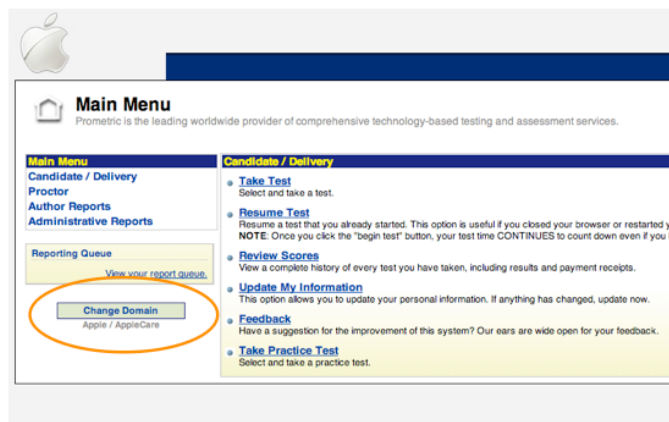 Main Menu
Prometric is the leading worldwide provider of comprehensive technology-based testing and assessment services.
Main Menu
Candidate / Delivery
Proctor
Author Reports
Administrative Reports
Reporting Queue
View your report queue.
Change Domain
Apple / AppleCare
Candidate / Delivery
Take Test
Select and take a test.
Resume Test
Resume a test that you already started. This option is useful if you closed your browser or restarted
NOTE: Once you click the "begin test" button, your test time CONTINUES to count down even if you
Review Scores
View a complete history of every test you have taken, including results and payment receipts.
Update My Information
This option allows you to update your personal information. If anything has changed, update now.
Feedback
Have a suggestion for the improvement of this system? Our ears are wide open for your feedback.
Take Practice Test
Select and take a practice test.